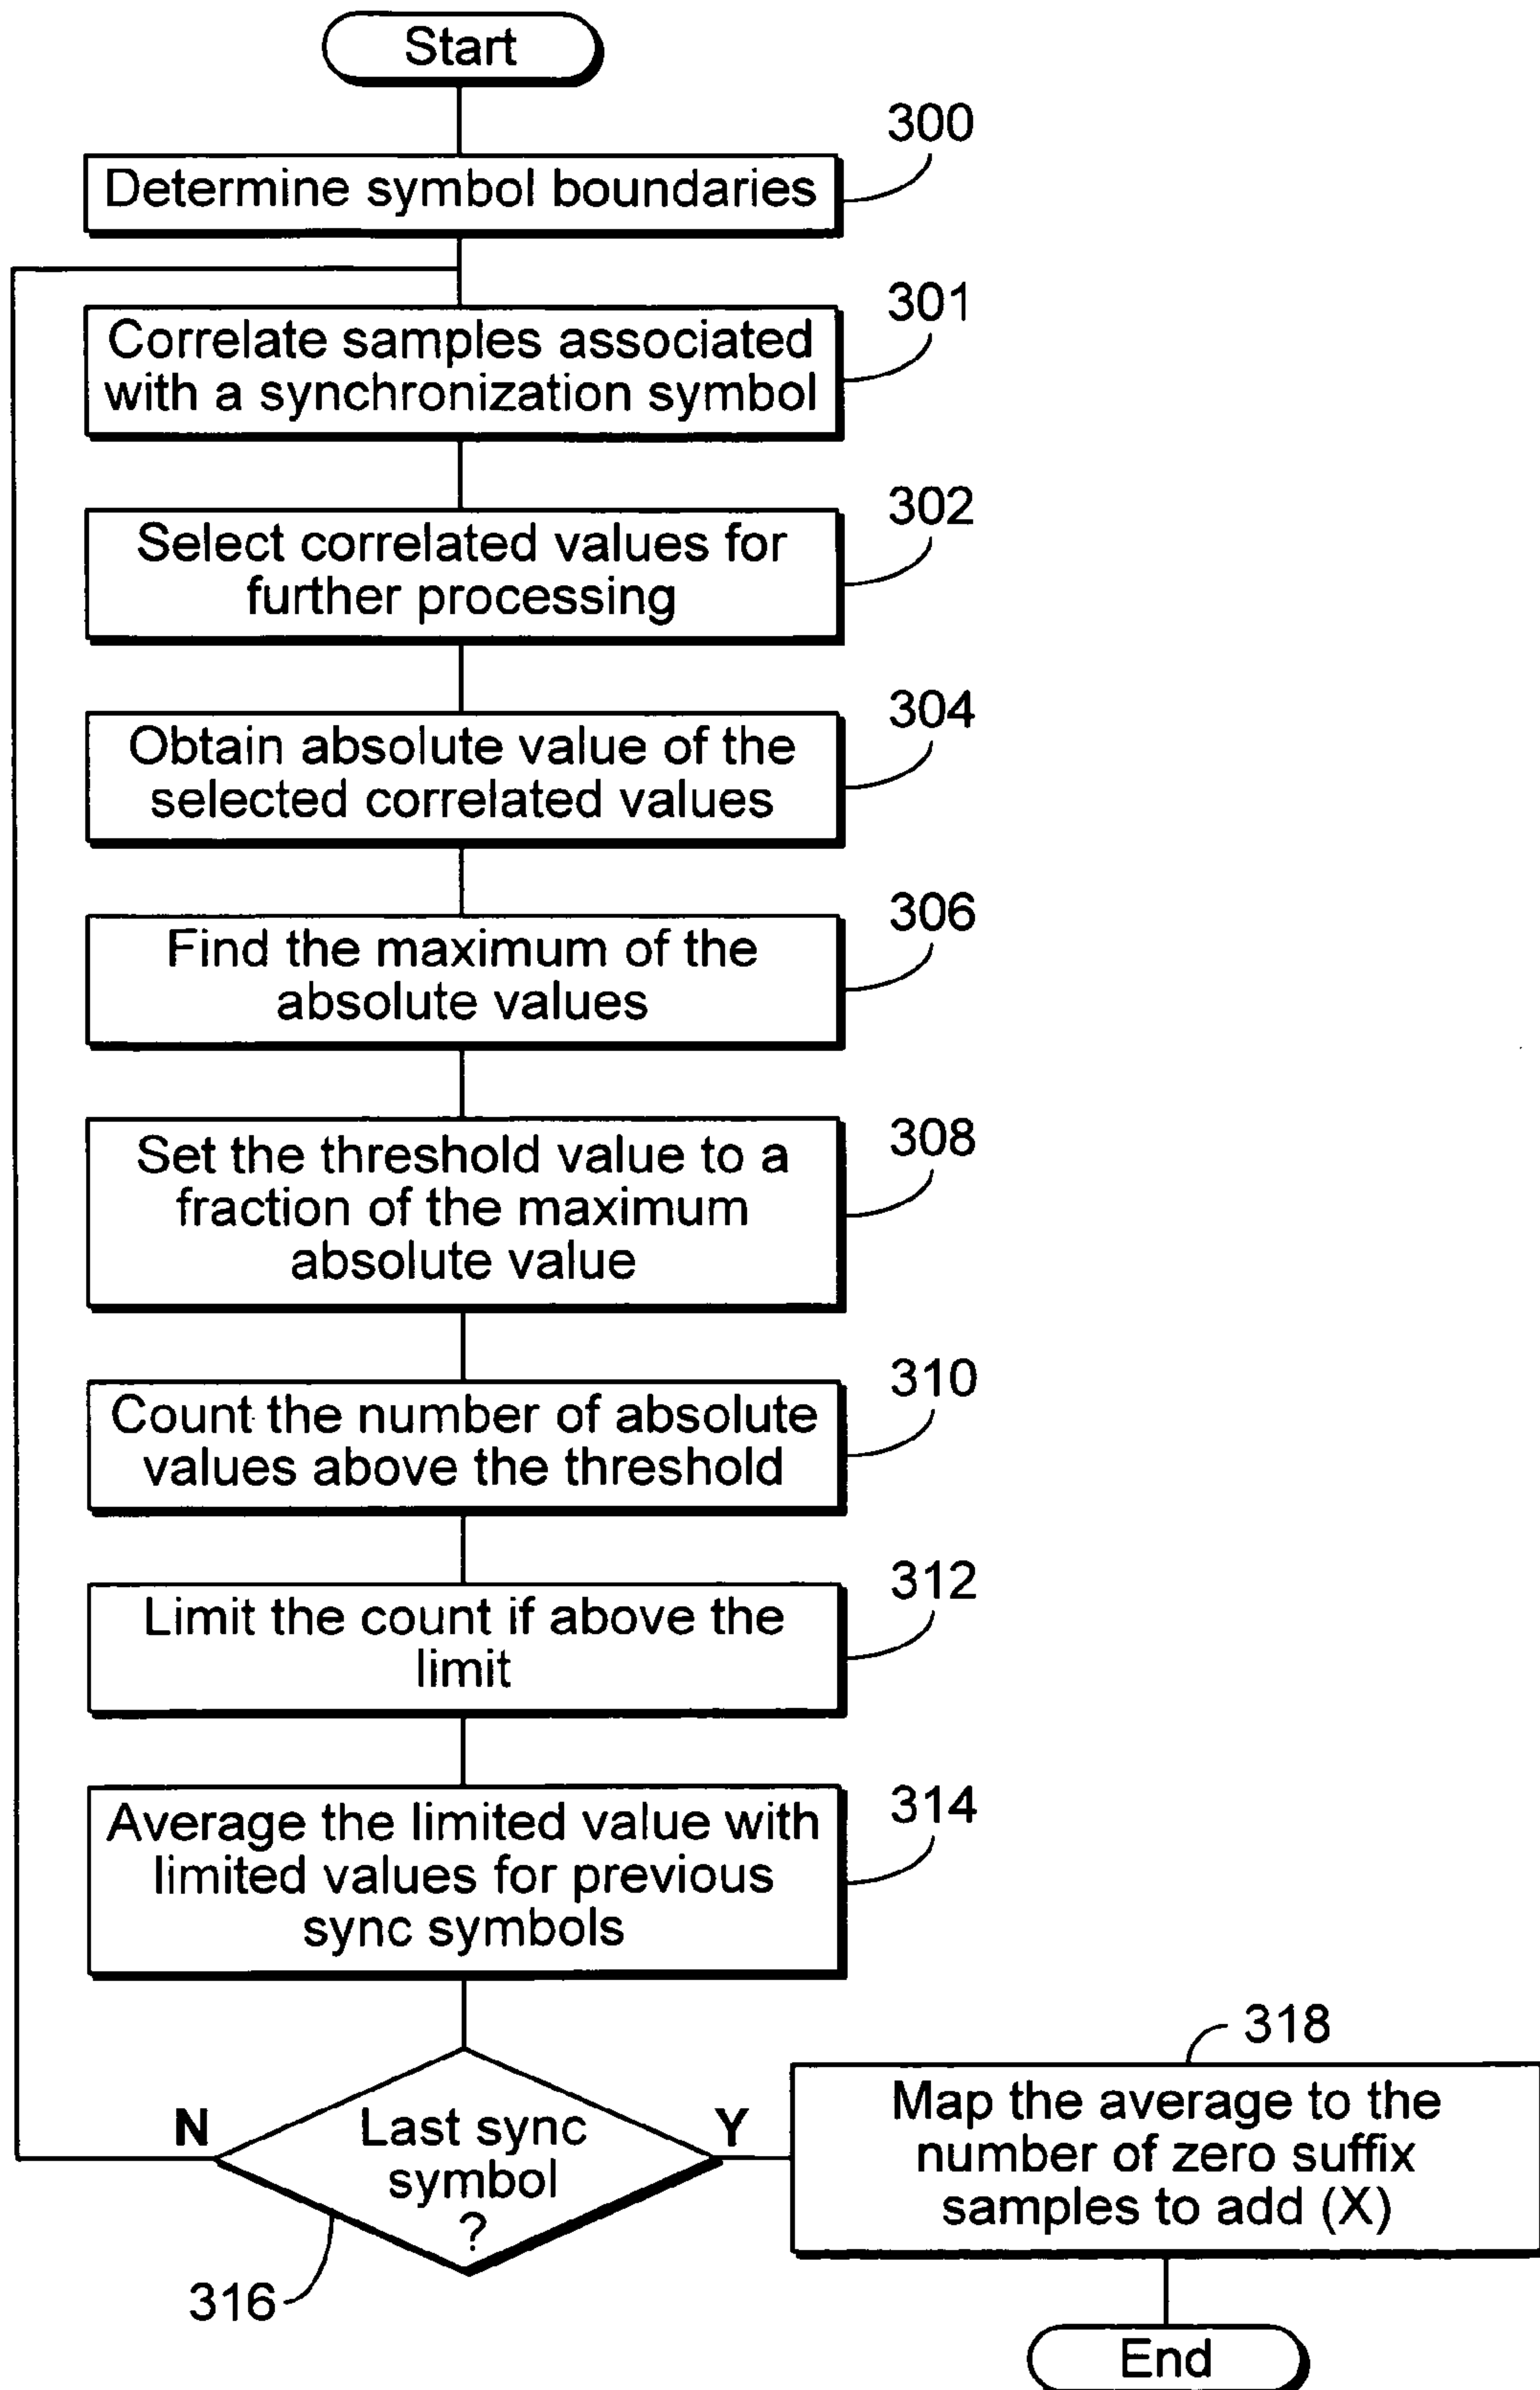 Start
300
Determine symbol boundaries
301
Correlate samples associated
with a synchronization symbol
302
Select correlated values for
further processing
304
Obtain absolute value of the
selected correlated values
306
Find the maximum of the
absolute values
308
Set the threshold value to a
fraction of the maximum
absolute value
310
Count the number of absolute
values above the threshold
312
Limit the count if above the
limit
314
Average the limited value with
limited values for previous
sync symbols
318
N
Last sync
symbol
?
Y
Map the average to the
number of zero suffix
samples to add (X)
316
End